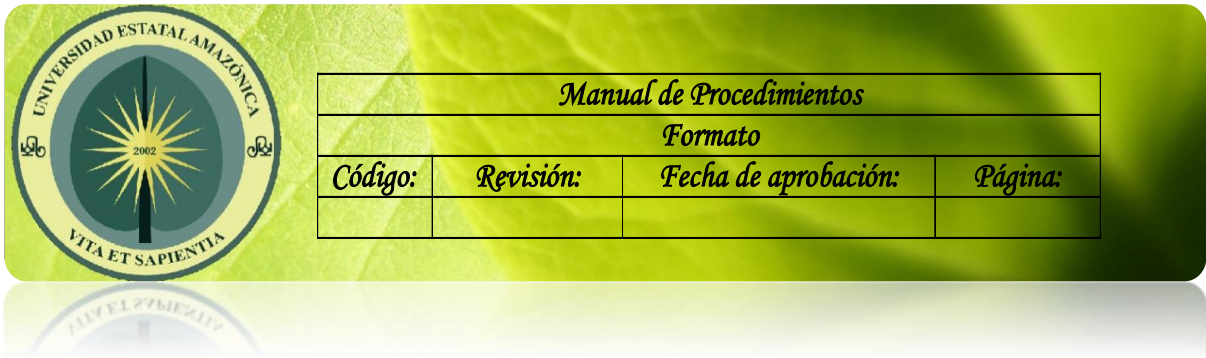 UNIVERSIDAD ESTATAL AMAZÓNICA
2002
VITA ET SAPIENTIA
Manual de Procedimientos
Formato
Código: Revisión: Fecha de aprobación: Página: